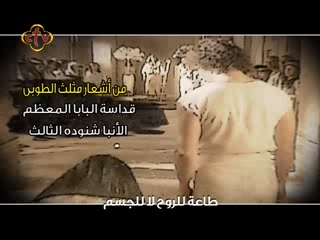 من أشعار مثلث الطوبى
قداسة البابا المعظم
الأنبا شنوده الثالث
طاعة للروح لا للجسم